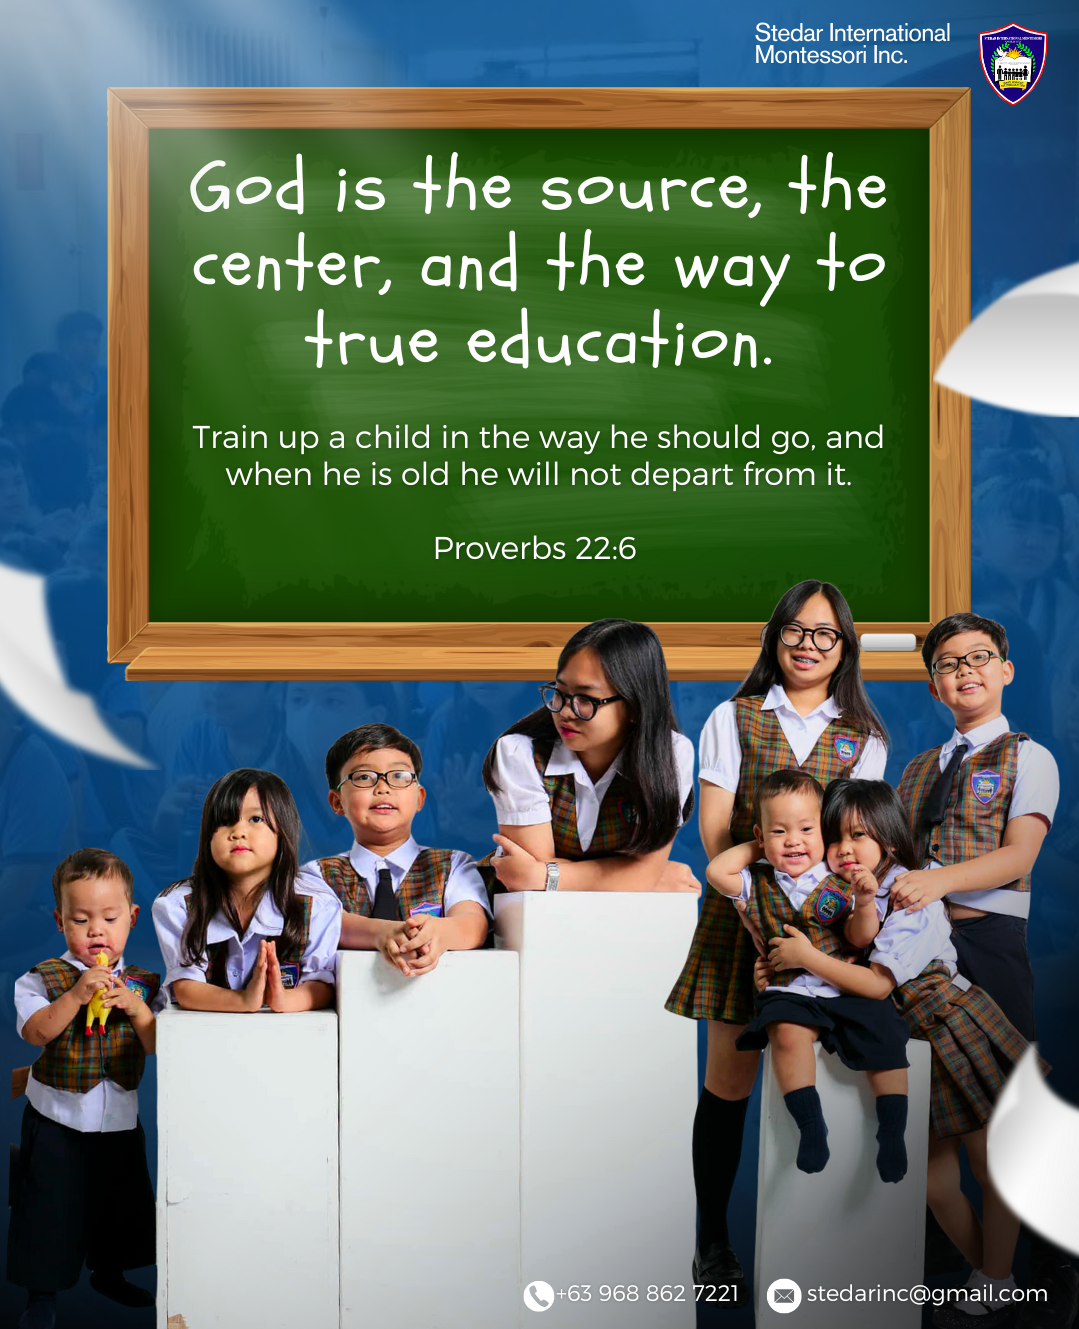 Stedar International
Montessori Inc.
God is the source, the
center, and the way to
true education.
Train up a child in the way he should go, and
when he is old he will not depart from it.
Proverbs 22:6
+63 968 862 7221
stedarinc@gmail.com